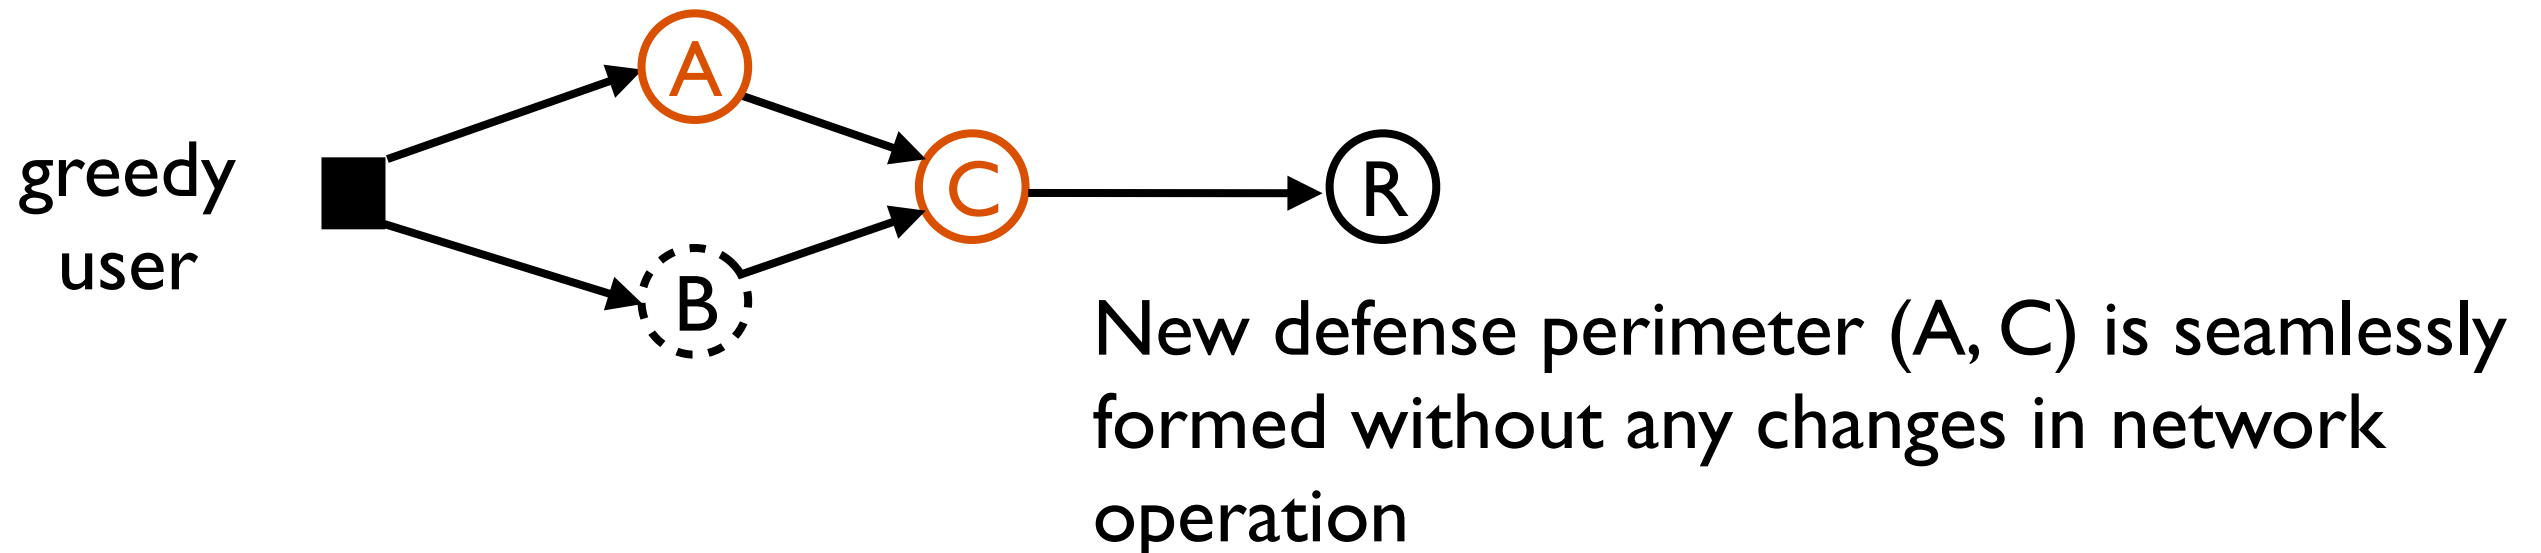 A
greedy
user
C
R
B
New defense perimeter (A, C) is seamlessly
formed without any changes in network
operation